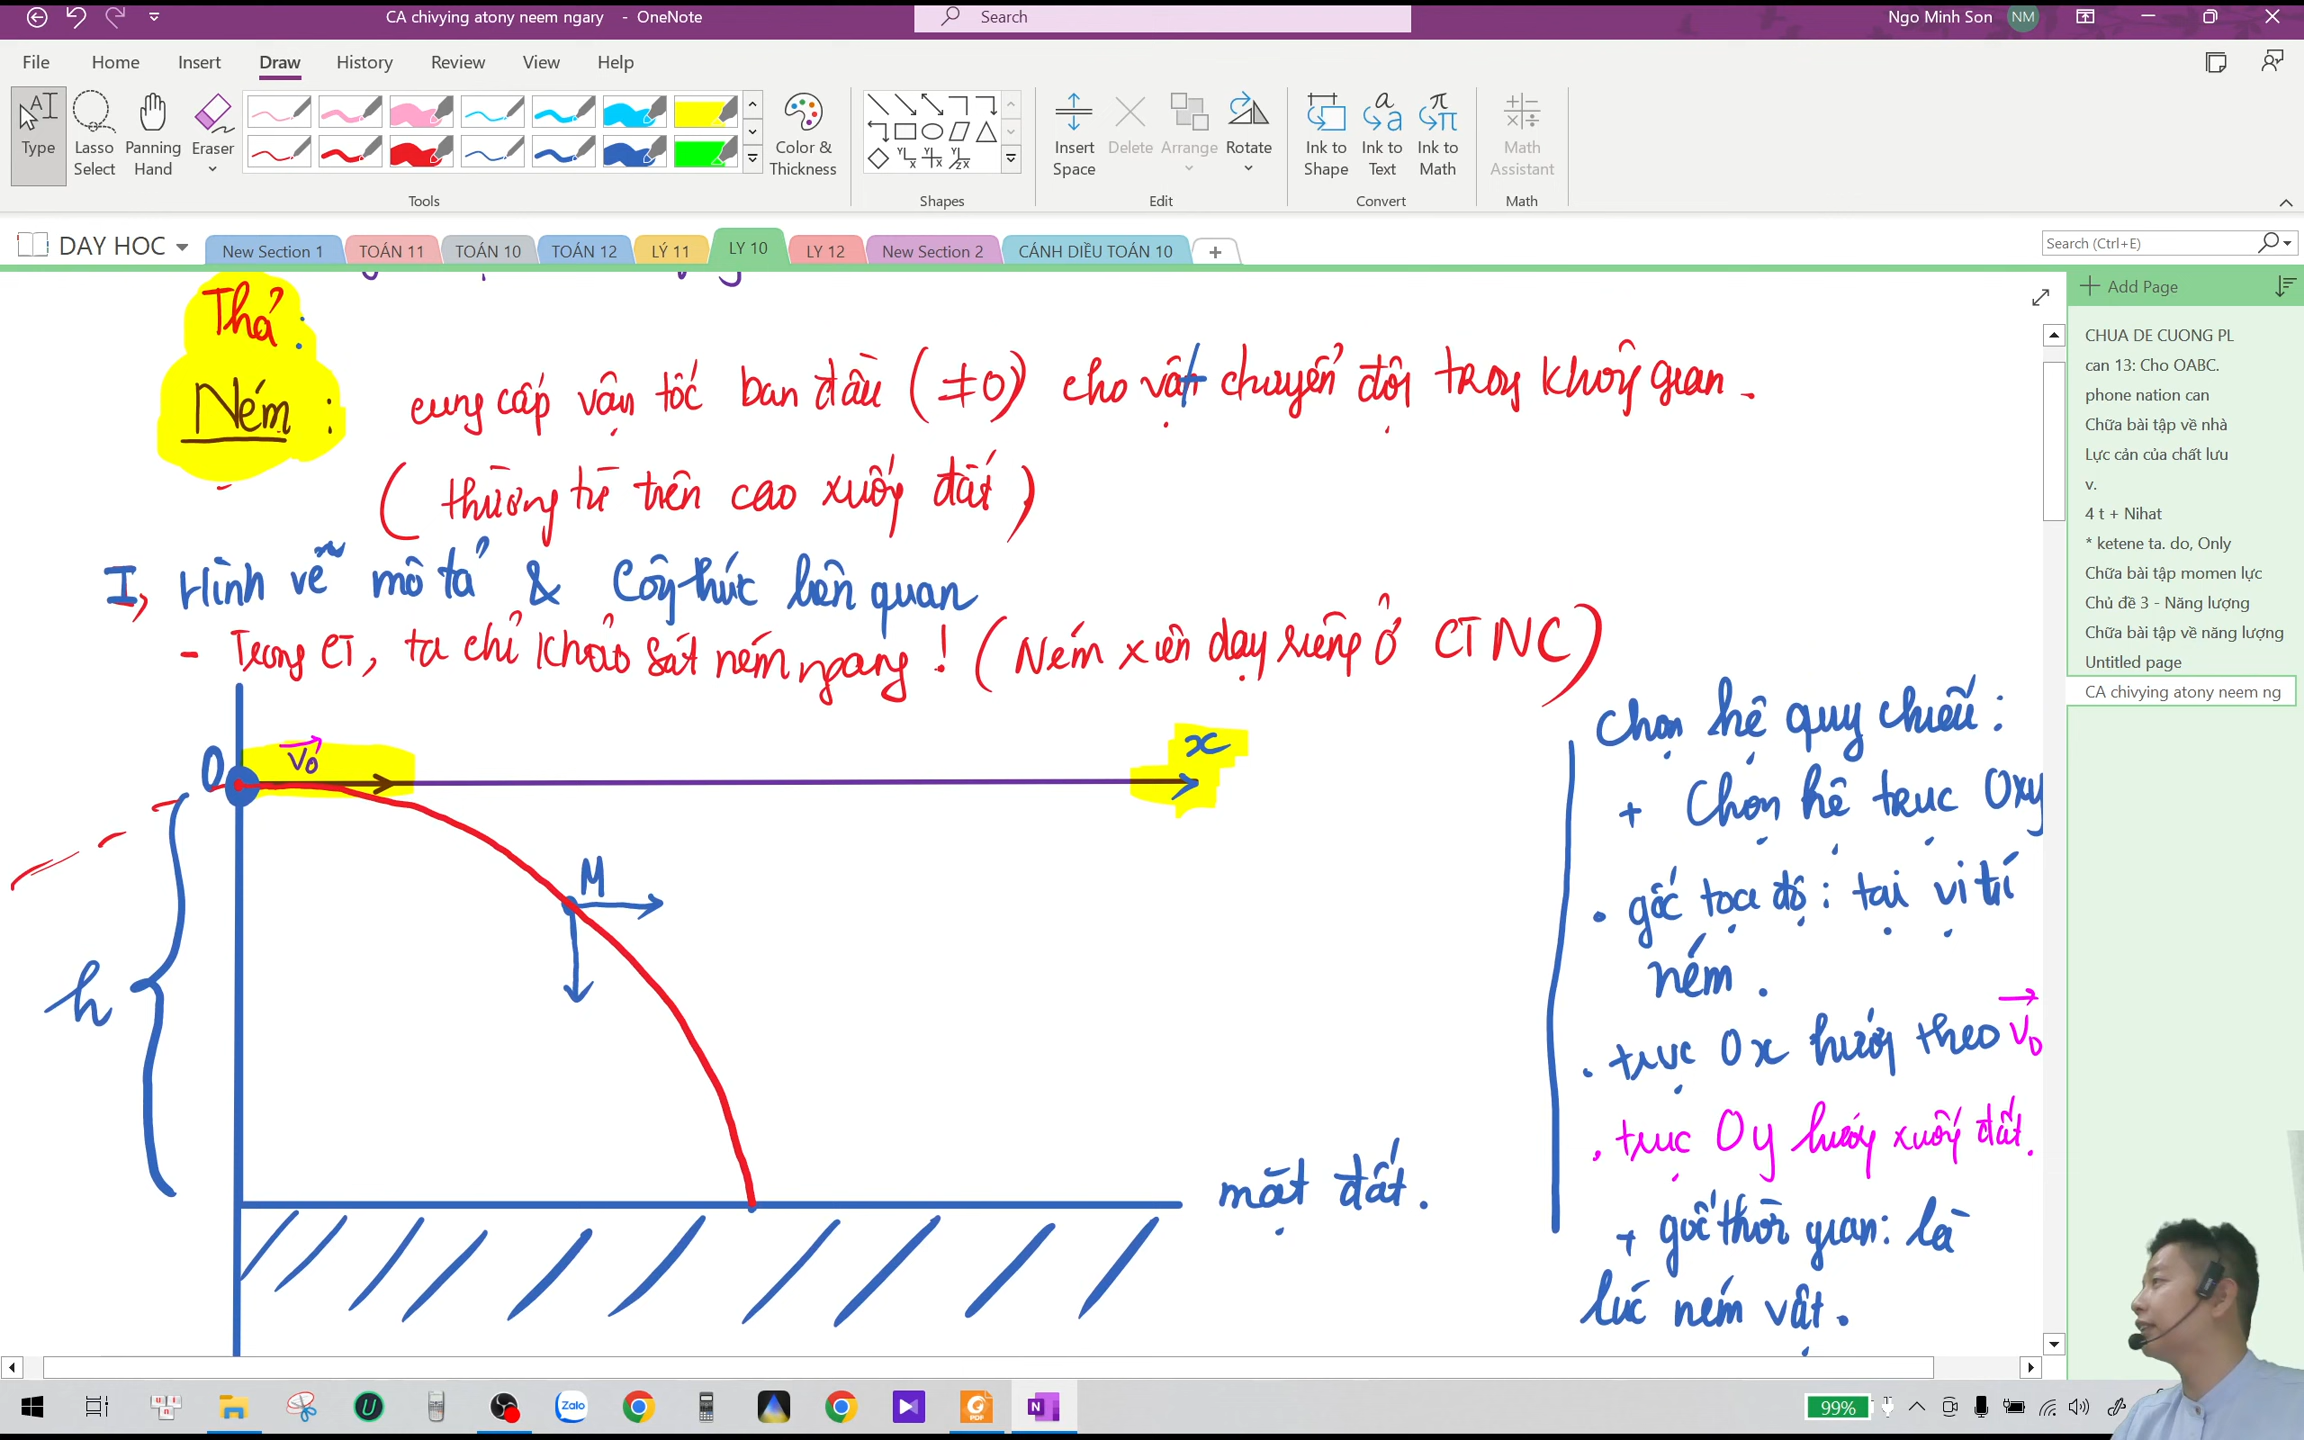 CA chivying atony neem ngary - OneNote
Search
Ngo Minh Son NM
File Home Insert Draw History Review View Help
Type
Lasso Select
Panning Hand
Eraser
Color & Thickness
Insert Space
Delete
Arrange
Rotate
Ink to Shape
Ink to Text
Ink to Math
Math Assistant
Tools Shapes Edit Convert Math
DAY HOC New Section 1 TOÁN 11 TOÁN 10 TOÁN 12 LÝ 11 LY 10 LY 12 New Section 2 CÁNH DIỀU TOÁN 10 +
Search (Ctrl+E)
Add Page
CHUA DE CUONG PL
can 13: Cho OABC.
phone nation can
Chữa bài tập về nhà
Lực cản của chất lưu
v.
4 t + Nihat
* ketene ta. do, Only
Chữa bài tập momen lực
Chủ đề 3 - Năng lượng
Chữa bài tập về năng lượng
Untitled page
CA chivying atony neem ng
Thả:
Ném: cung cấp vận tốc ban đầu (≠0) cho vật chuyển động trong không gian.
(thường từ trên cao xuống đất)
I, Hình vẽ mô tả & Công thức liên quan
- Trong CT, ta chỉ khảo sát ném ngang! (Ném xiên dạy riêng ở CTNC)
O v₀ x
M
h
mặt đất.
Chọn hệ quy chiếu:
+ Chọn hệ trục Oxy
. gốc tọa độ: tại vị trí
ném.
. trục Ox hướng theo v₀
. trục Oy hướng xuống đất.
+ gốc thời gian: là
lúc ném vật.
Zalo
PDF
99%